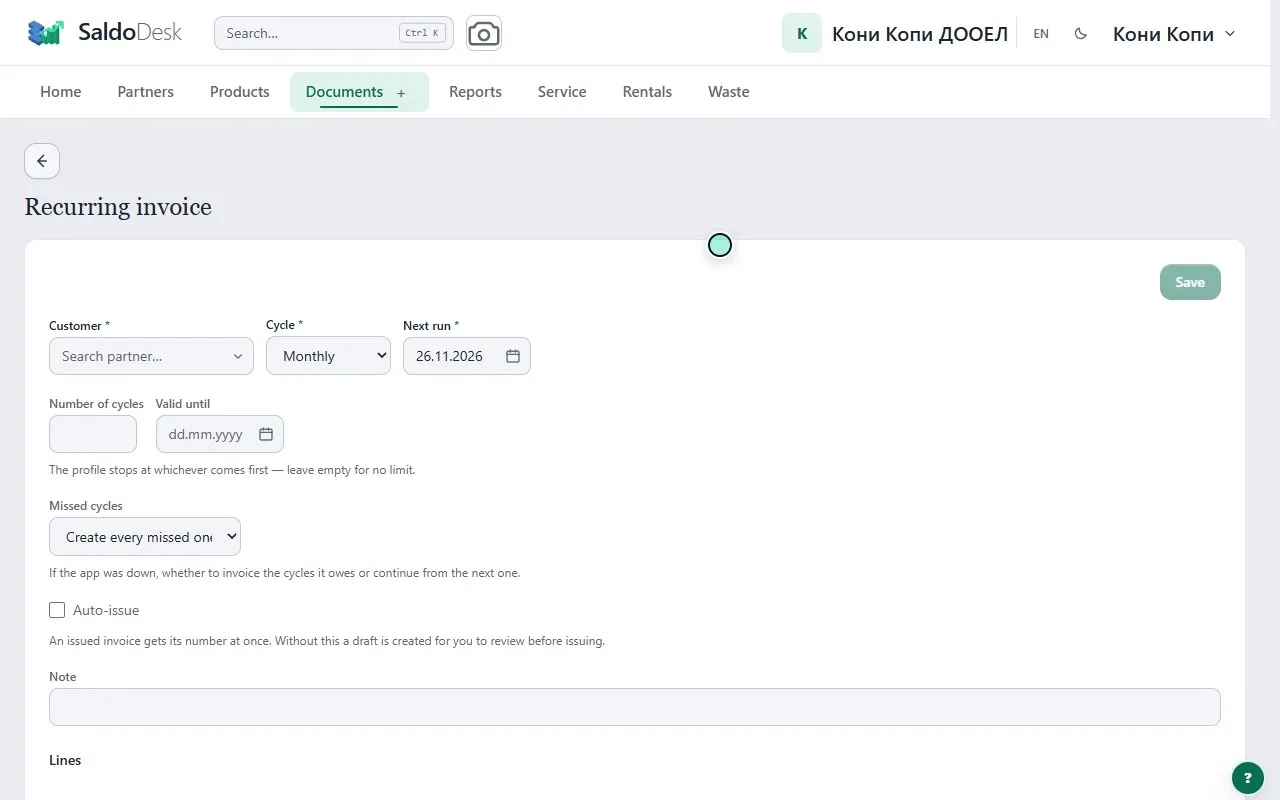 SaldoDesk
Search...
Ctrl K
K
Кони Копи ДООЕЛ
EN
Кони Копи
Home
Partners
Products
Documents +
Reports
Service
Rentals
Waste
Recurring invoice
Save
Customer *
Cycle *
Next run *
Search partner...
Monthly
26.11.2026
Number of cycles
Valid until
dd.mm.yyyy
The profile stops at whichever comes first — leave empty for no limit.
Missed cycles
Create every missed one
If the app was down, whether to invoice the cycles it owes or continue from the next one.
Auto-issue
An issued invoice gets its number at once. Without this a draft is created for you to review before issuing.
Note
Lines
?